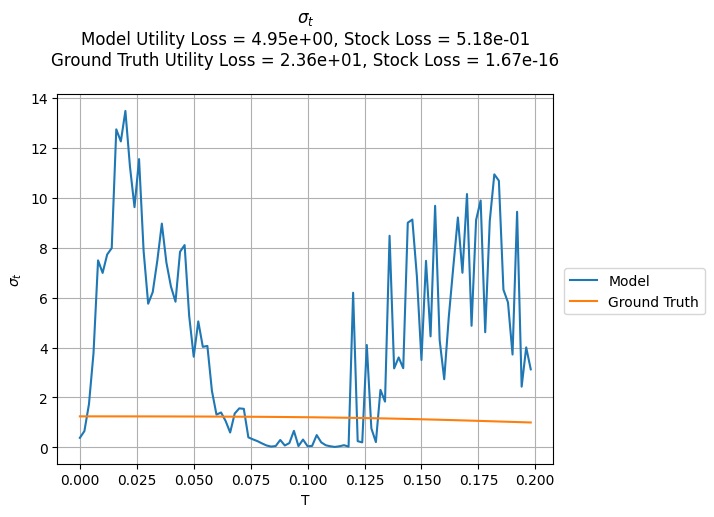 σt
Model Utility Loss = 4.95e+00, Stock Loss = 5.18e-01
Ground Truth Utility Loss = 2.36e+01, Stock Loss = 1.67e-16
14
12
10
8
6
4
2
0
σt
0.000 0.025 0.050 0.075 0.100 0.125 0.150 0.175 0.200
T
Model
Ground Truth